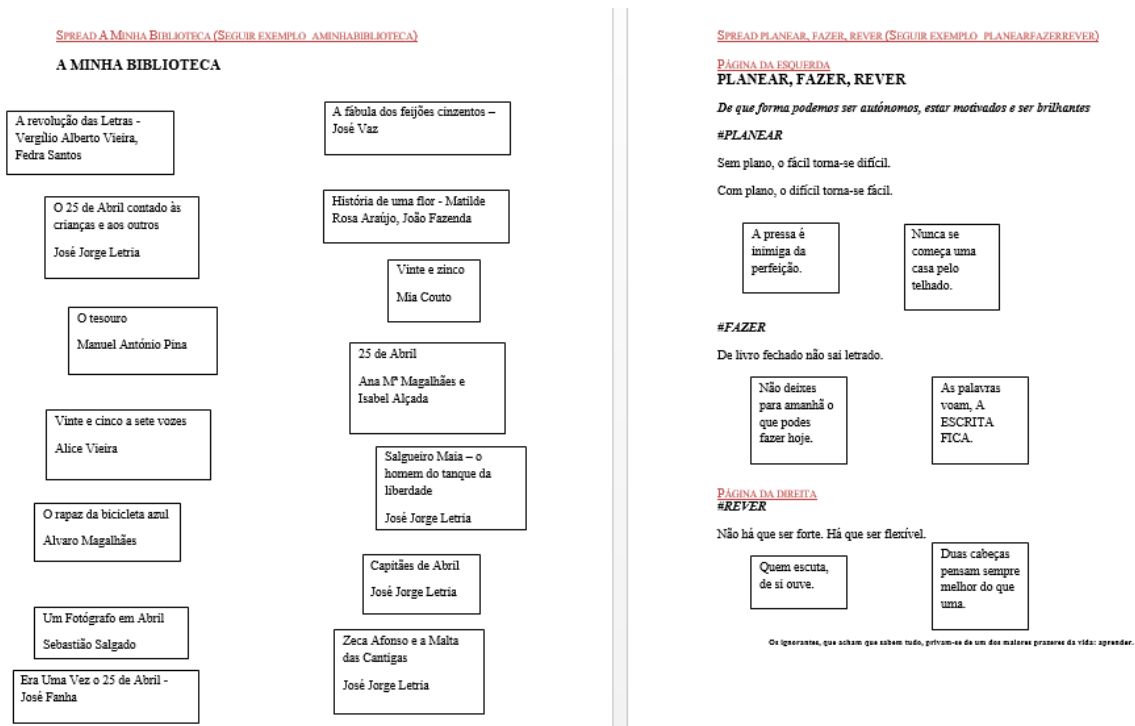 SPREAD A MINHA BIBLIOTECA (SEGUIR EXEMPLO_AMINHABIBLIOTECA)
A MINHA BIBLIOTECA
A revolução das Letras -
Vergílio Alberto Vieira,
Fedra Santos
O 25 de Abril contado às
crianças e aos outros
José Jorge Letria
O tesouro
Manuel António Pina
Vinte e cinco a sete vozes
Alice Vieira
O rapaz da bicicleta azul
Alvaro Magalhães
Um Fotógrafo em Abril
Sebastião Salgado
Era Uma Vez o 25 de Abril -
José Fanha
A fábula dos feijões cinzentos –
José Vaz
História de uma flor - Matilde
Rosa Araújo, João Fazenda
Vinte e zinco
Mia Couto
25 de Abril
Ana Mª Magalhães e
Isabel Alçada
Salgueiro Maia – o
homem do tanque da
liberdade
José Jorge Letria
Capitães de Abril
José Jorge Letria
Zeca Afonso e a Malta
das Cantigas
José Jorge Letria
SPREAD PLANEAR, FAZER, REVER (SEGUIR EXEMPLO_PLANEARFAZERREVER)
PÁGINA DA ESQUERDA
PLANEAR, FAZER, REVER
De que forma podemos ser autónomos, estar motivados e ser brilhantes
#PLANEAR
Sem plano, o fácil torna-se difícil.
Com plano, o difícil torna-se fácil.
A pressa é
inimiga da
perfeição.
Nunca se
começa uma
casa pelo
telhado.
#FAZER
De livro fechado não sai letrado.
Não deixes
para amanhã o
que podes
fazer hoje.
As palavras
voam, A
ESCRITA
FICA.
PÁGINA DA DIREITA
#REVER
Não há que ser forte. Há que ser flexível.
Quem escuta,
de si ouve.
Duas cabeças
pensam sempre
melhor do que
uma.
Os ignorantes, que acham que sabem tudo, privam-se de um dos maiores prazeres da vida: aprender.